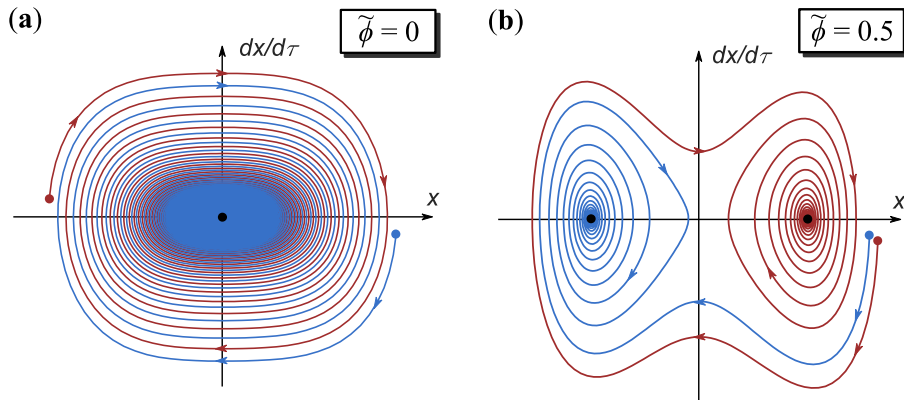 (a)
ϕ̃ = 0
dx/dτ
x
(b)
ϕ̃ = 0.5
dx/dτ
x